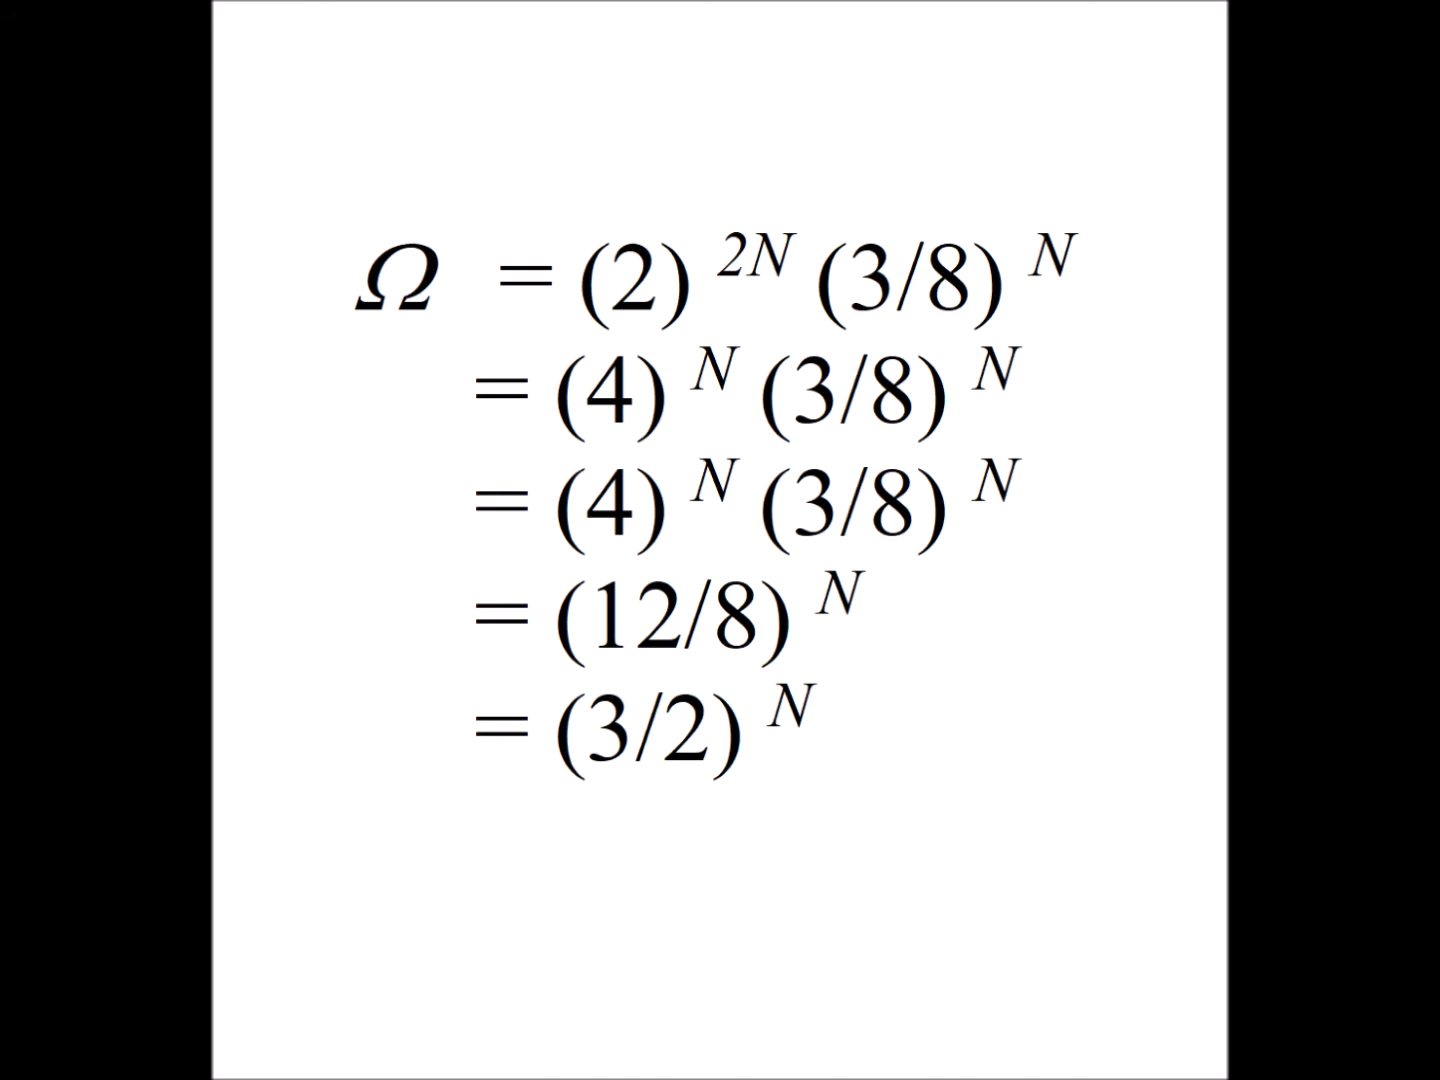 Ω = (2) ^2N (3/8) ^N
= (4) ^N (3/8) ^N
= (4) ^N (3/8) ^N
= (12/8) ^N
= (3/2) ^N